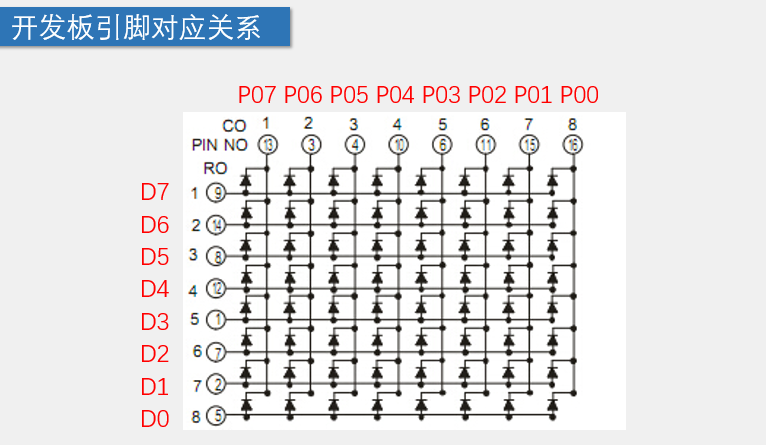 开发板引脚对应关系
P07 P06 P05 P04 P03 P02 P01 P00
CO 1 2 3 4 5 6 7 8
PIN NO 13 3 4 10 6 11 15 16
RO
D7 1 9
D6 2 14
D5 3 8
D4 4 12
D3 5 1
D2 6 7
D1 7 2
D0 8 5